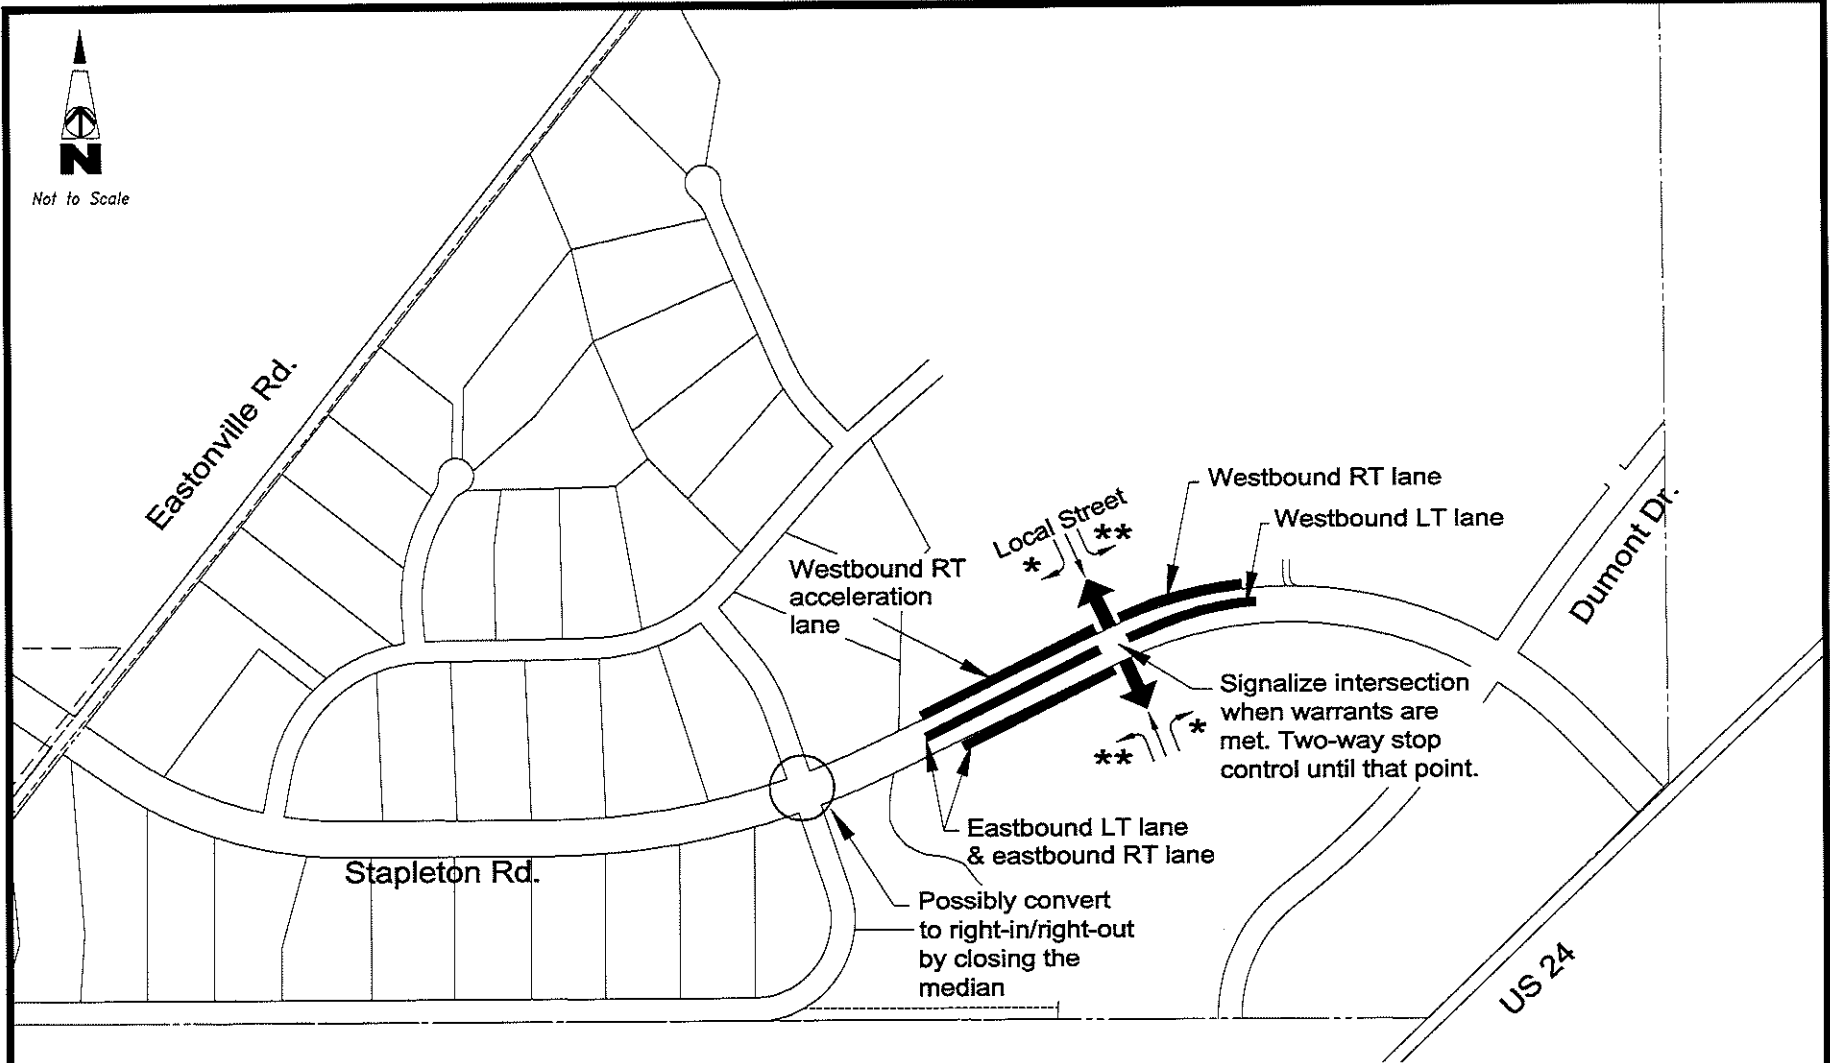 N
Not to Scale
Eastonville Rd.
Westbound RT lane
Westbound LT lane
Local Street
**
*
Westbound RT
acceleration
lane
Dumont Dr.
Signalize intersection
when warrants are
met. Two-way stop
control until that point.
*
**
Eastbound LT lane
& eastbound RT lane
Stapleton Rd.
Possibly convert
to right-in/right-out
by closing the
median
US 24